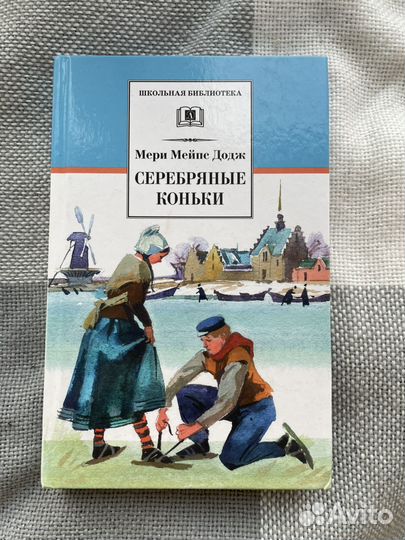 ШКОЛЬНАЯ БИБЛИОТЕКА
Мери Мейпс Додж
СЕРЕБРЯНЫЕ
КОНЬКИ
Avito